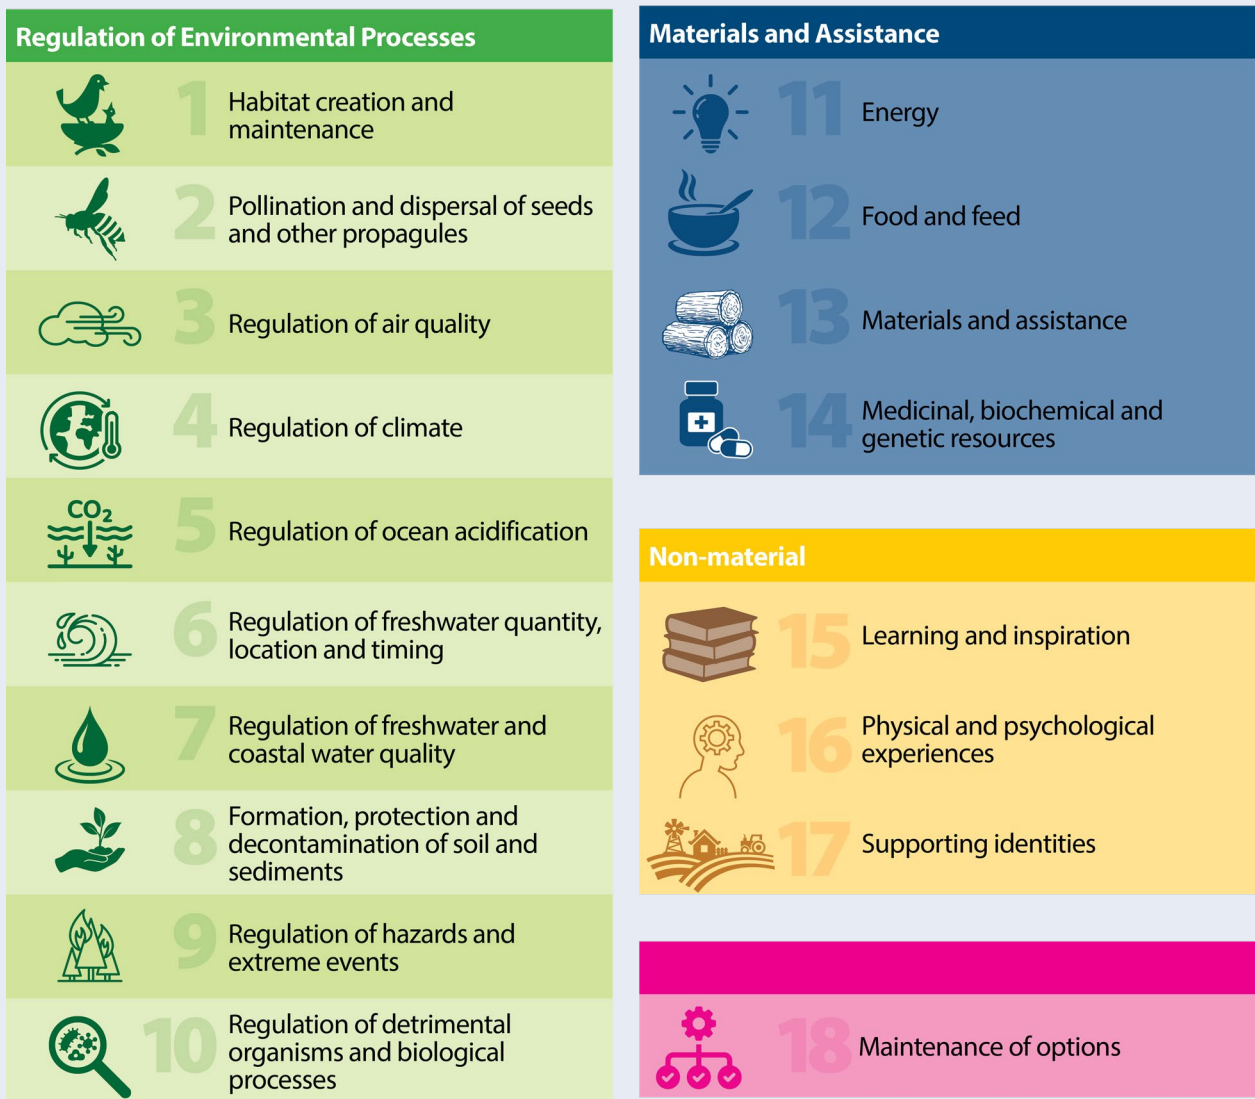 Regulation of Environmental Processes
1
Habitat creation and
maintenance
2
Pollination and dispersal of seeds
and other propagules
3
Regulation of air quality
4
Regulation of climate
CO2
5
Regulation of ocean acidification
6
Regulation of freshwater quantity,
location and timing
7
Regulation of freshwater and
coastal water quality
8
Formation, protection and
decontamination of soil and
sediments
9
Regulation of hazards and
extreme events
10
Regulation of detrimental
organisms and biological
processes
Materials and Assistance
11
Energy
12
Food and feed
13
Materials and assistance
14
Medicinal, biochemical and
genetic resources
Non-material
15
Learning and inspiration
16
Physical and psychological
experiences
17
Supporting identities
18
Maintenance of options